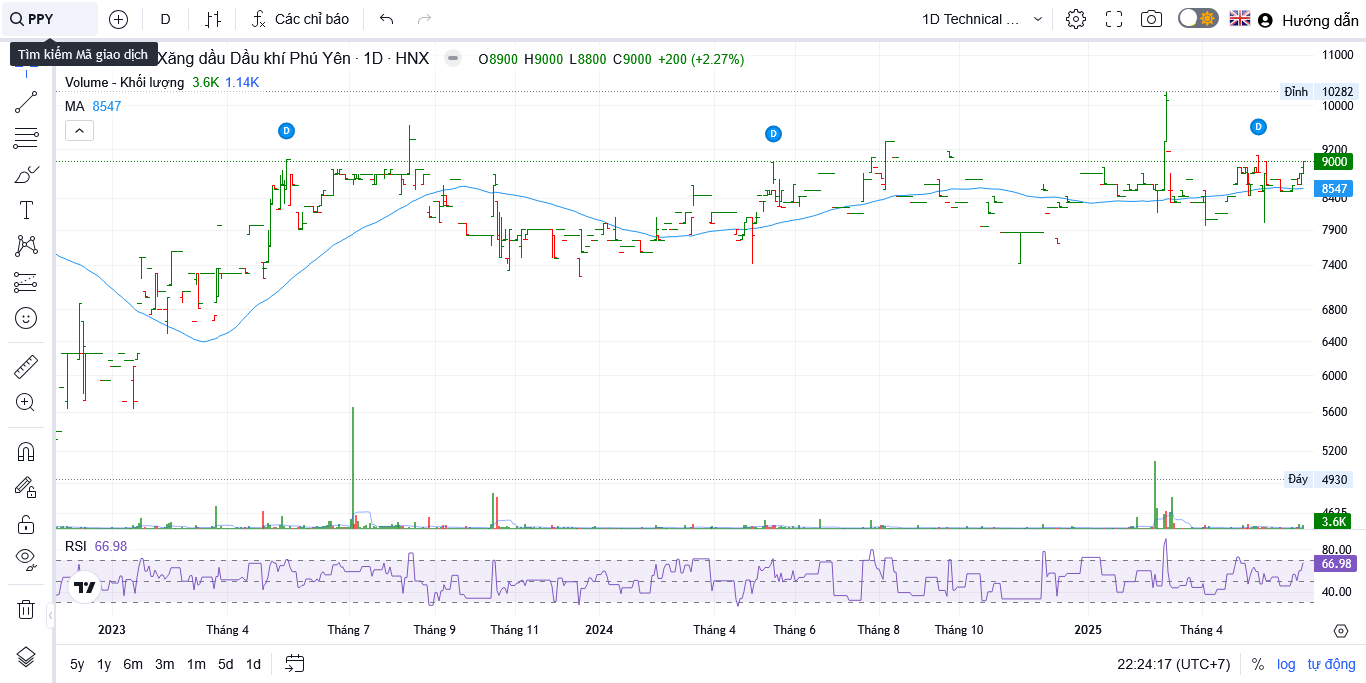 PPY D Các chỉ báo 1D Technical ... Hướng dẫn
Tìm kiếm Mã giao dịch
Xăng dầu Dầu khí Phú Yên · 1D · HNX O8900 H9000 L8800 C9000 +200 (+2.27%)
Volume - Khối lượng 3.6K 1.14K
MA 8547
D D D
11000
Đỉnh 10282
10000
9200
9000
8547
8400
7900
7400
6800
6400
6000
5600
5200
Đáy 4930
4625
3.6K
RSI 66.98
80.00
66.98
40.00
2023 Tháng 4 Tháng 7 Tháng 9 Tháng 11 2024 Tháng 4 Tháng 6 Tháng 8 Tháng 10 2025 Tháng 4
5y 1y 6m 3m 1m 5d 1d 22:24:17 (UTC+7) % log tự động